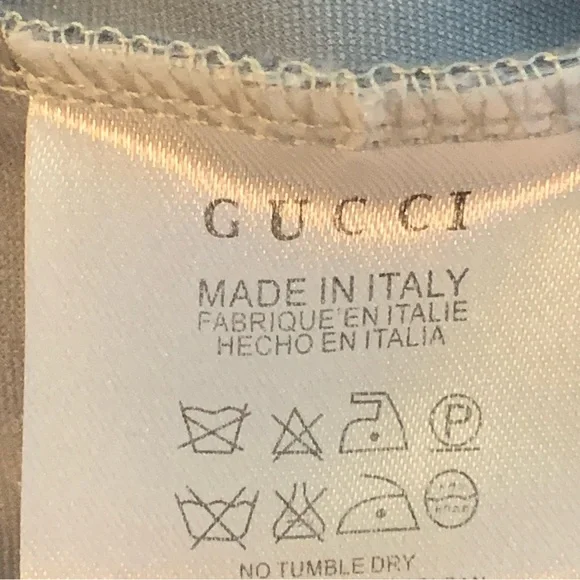 GUCCI
MADE IN ITALY
FABRIQUE'EN ITALIE
HECHO EN ITALIA
P
NO TUMBLE DRY